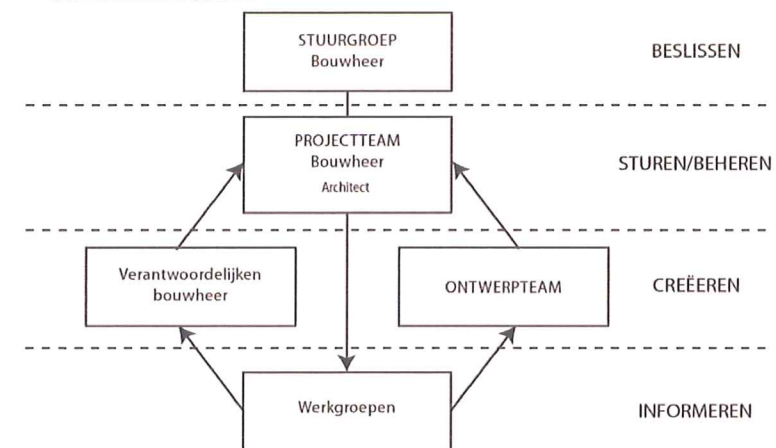 STUURGROEP
Bouwheer
BESLISSEN
PROJECTTEAM
Bouwheer
Architect
STUREN/BEHEREN
Verantwoordelijken
bouwheer
ONTWERPTEAM
CREËEREN
Werkgroepen
INFORMEREN